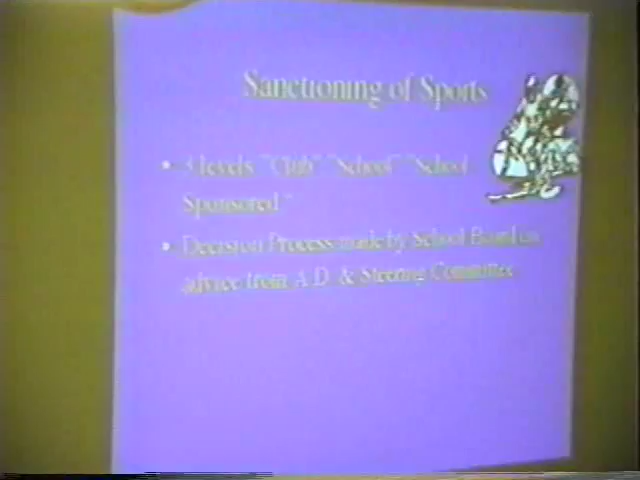 Sanctioning of Sports
• 3 levels: "Club" "School" "School
Sponsored"
• Decision Process made by School Board on
advice from A.D. & Steering Committee